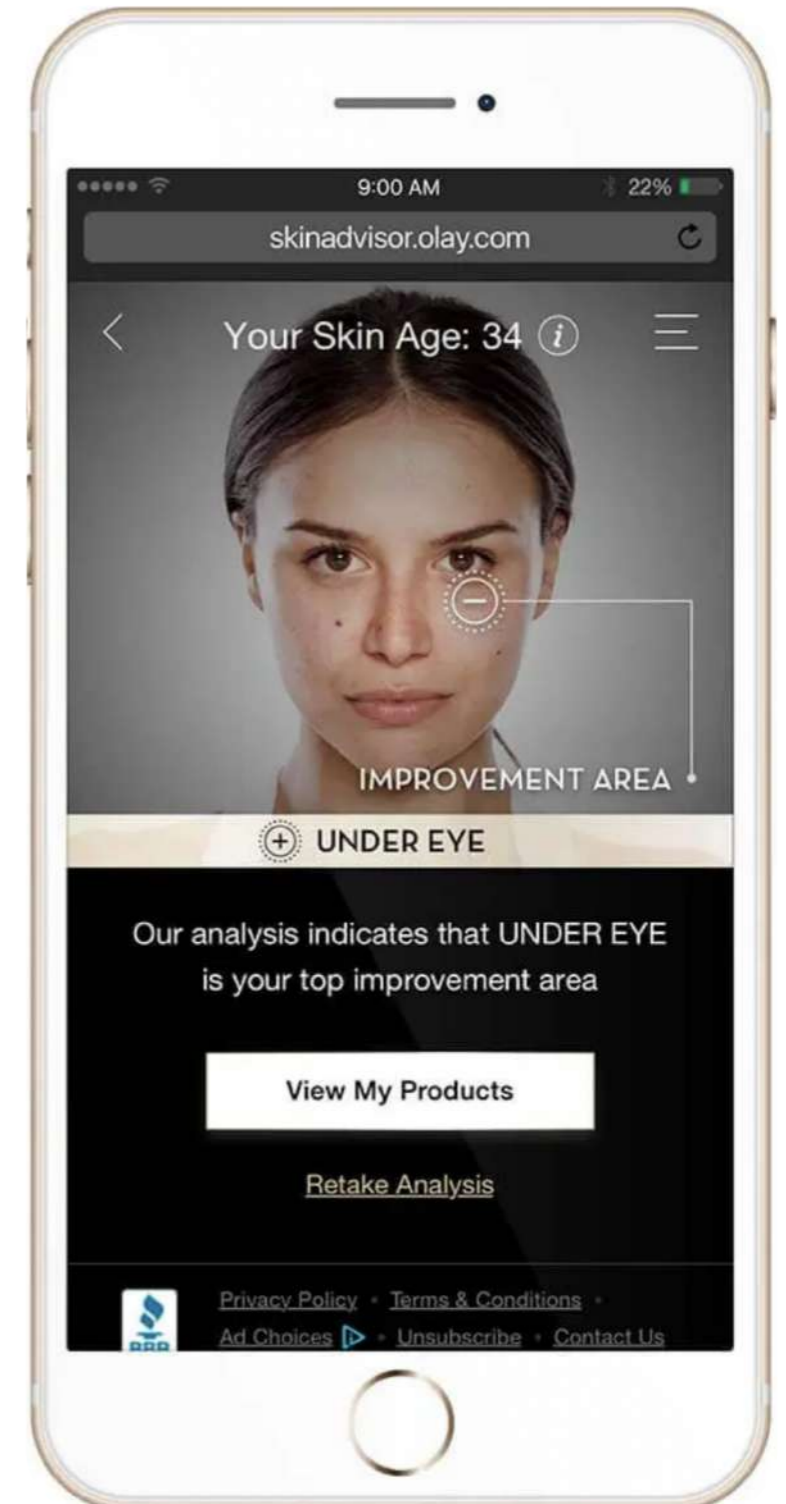 9:00 AM 22%
skinadvisor.olay.com
Your Skin Age: 34 i
IMPROVEMENT AREA
UNDER EYE
Our analysis indicates that UNDER EYE
is your top improvement area
View My Products
Retake Analysis
Privacy Policy • Terms & Conditions •
Ad Choices • Unsubscribe • Contact Us
BBB